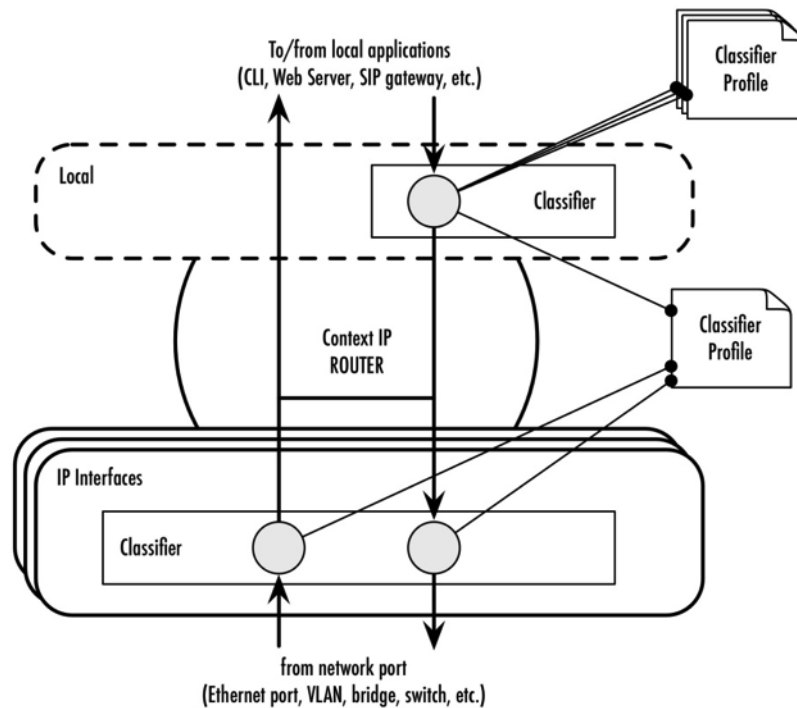 To/from local applications
(CLI, Web Server, SIP gateway, etc.)
Classifier
Profile
Local
Classifier
Classifier
Profile
Context IP
ROUTER
IP Interfaces
Classifier
from network port
(Ethernet port, VLAN, bridge, switch, etc.)